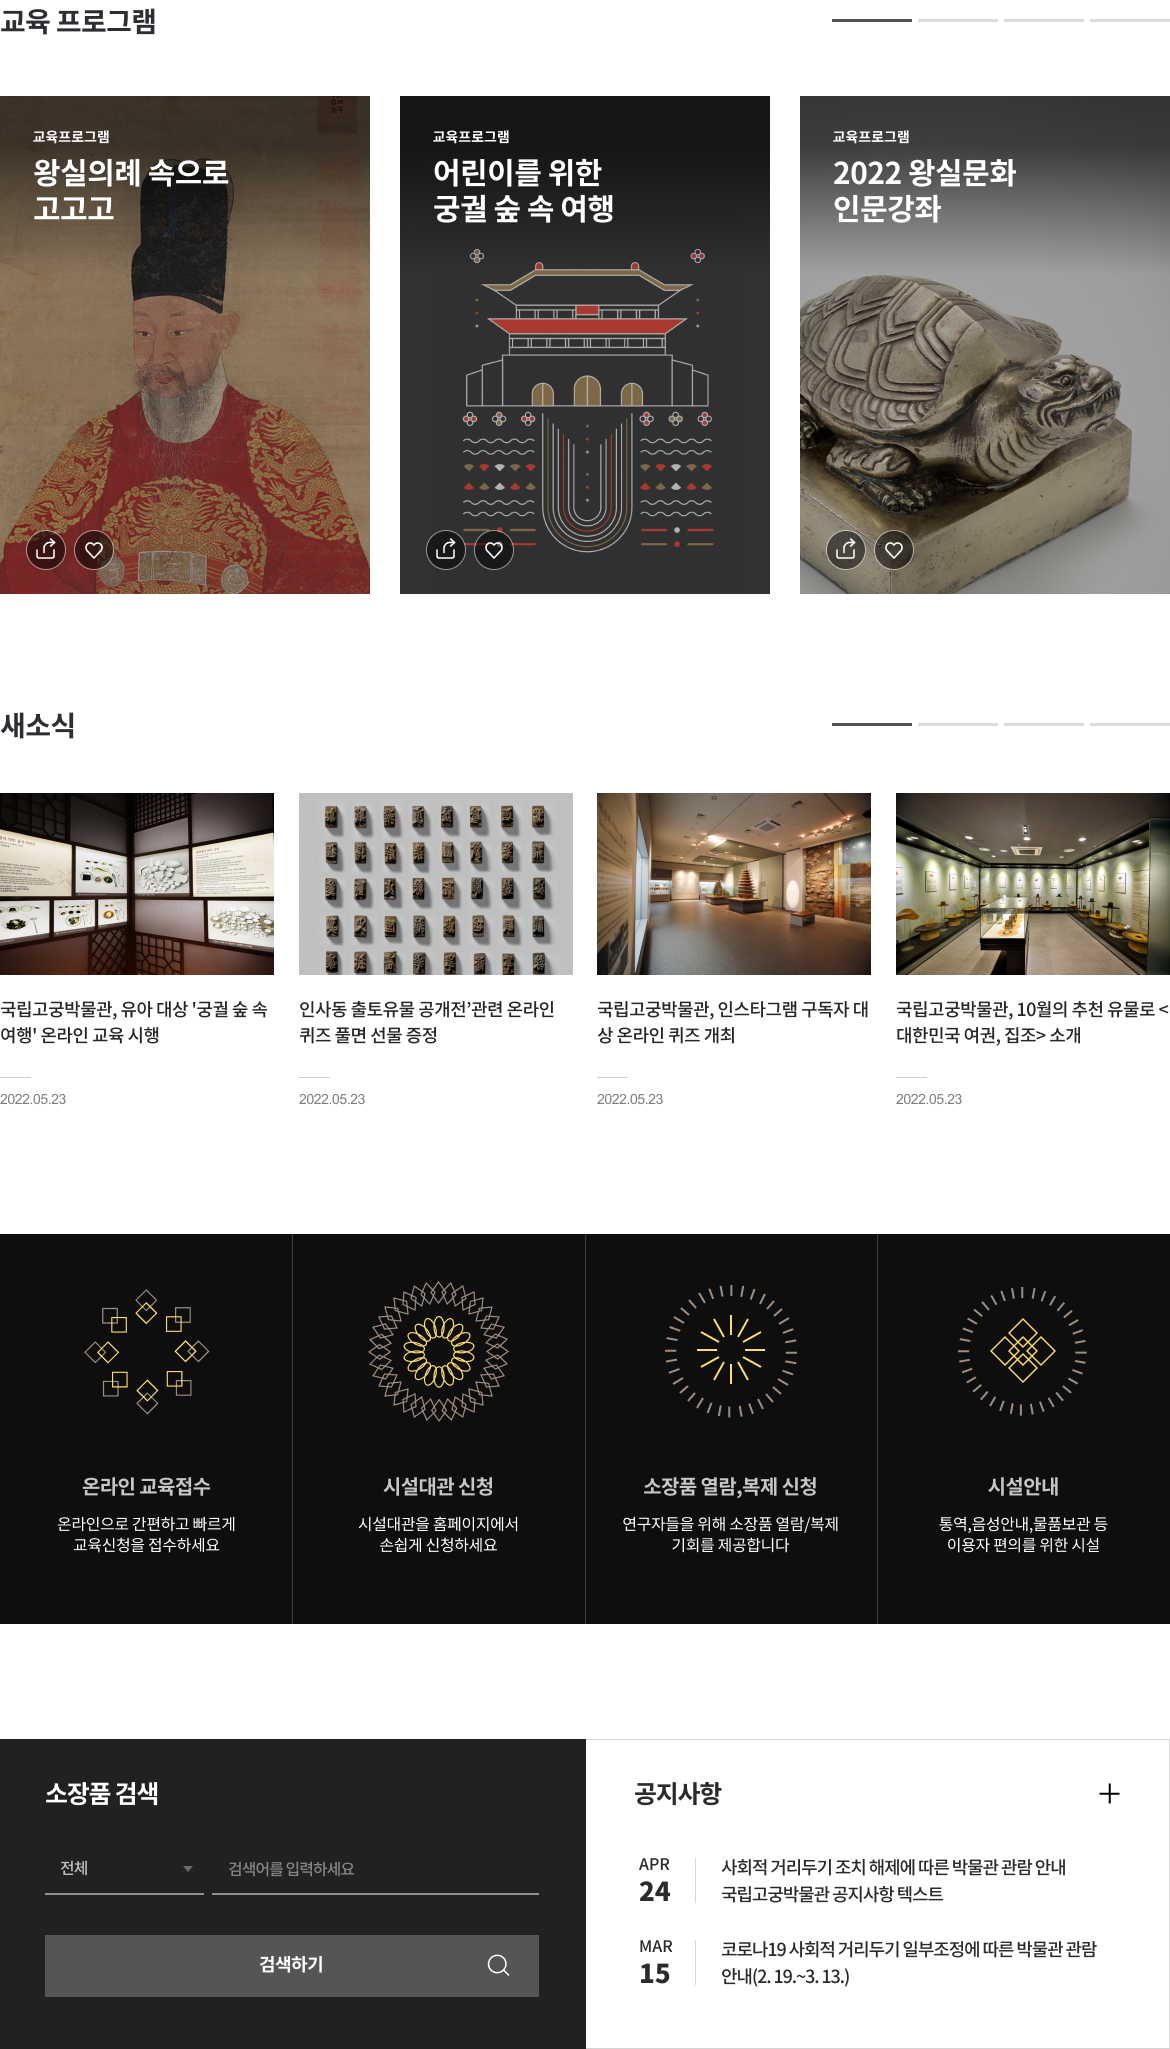 교육 프로그램
교육프로그램
왕실의례 속으로
고고고
교육프로그램
어린이를 위한
궁궐 숲 속 여행
교육프로그램
2022 왕실문화
인문강좌
새소식
국립고궁박물관, 유아 대상 '궁궐 숲 속
여행' 온라인 교육 시행
2022.05.23
인사동 출토유물 공개전’관련 온라인
퀴즈 풀면 선물 증정
2022.05.23
국립고궁박물관, 인스타그램 구독자 대
상 온라인 퀴즈 개최
2022.05.23
국립고궁박물관, 10월의 추천 유물로 <
대한민국 여권, 집조> 소개
2022.05.23
온라인 교육접수
온라인으로 간편하고 빠르게
교육신청을 접수하세요
시설대관 신청
시설대관을 홈페이지에서
손쉽게 신청하세요
소장품 열람,복제 신청
연구자들을 위해 소장품 열람/복제
기회를 제공합니다
시설안내
통역,음성안내,물품보관 등
이용자 편의를 위한 시설
소장품 검색
전체
검색어를 입력하세요
검색하기
공지사항
APR
24
사회적 거리두기 조치 해제에 따른 박물관 관람 안내
국립고궁박물관 공지사항 텍스트
MAR
15
코로나19 사회적 거리두기 일부조정에 따른 박물관 관람
안내(2. 19.~3. 13.)